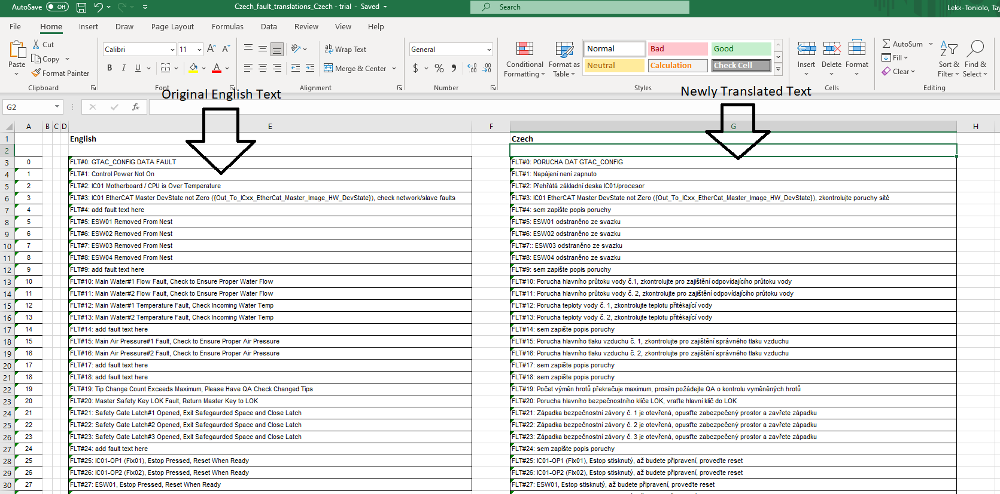 AutoSave Off Czech_fault_translations_Czech - trial - Saved Search Lekx-Toniolo, Tay
File Home Insert Draw Page Layout Formulas Data Review View Help
Paste Cut Copy Format Painter Clipboard
Calibri 11 A A B I U A Font
ab Wrap Text Merge & Center Alignment
General $ % 9 .00 Number
Conditional Formatting Format as Table Normal Bad Good Neutral Calculation Check Cell Styles
Insert Delete Format Cells
AutoSum Fill Clear Sort & Filter Find & Select Editing
Original English Text Newly Translated Text
G2 fx
A B C D E F G H
1 English Czech
2
3 0 FLT#0: GTAC_CONFIG DATA FAULT FLT#0: PORUCHA DAT GTAC_CONFIG
4 1 FLT#1: Control Power Not On FLT#1: Napájení není zapnuto
5 2 FLT#2: IC01 Motherboard / CPU is Over Temperature FLT#2: Přehřátá základní deska IC01/procesor
6 3 FLT#3: IC01 EtherCAT Master DevState not Zero ({Out_To_ICxx_EtherCat_Master_Image_HW_DevState}), check network/slave faults FLT#3: IC01 EtherCAT Master DevState not Zero ({Out_To_ICxx_EtherCat_Master_Image_HW_DevState}), zkontrolujte poruchy sítě
7 4 FLT#4: add fault text here FLT#4: sem zapište popis poruchy
8 5 FLT#5: ESW01 Removed From Nest FLT#5: ESW01 odstraněno ze svazku
9 6 FLT#6: ESW02 Removed From Nest FLT#6: ESW02 odstraněno ze svazku
10 7 FLT#7: ESW03 Removed From Nest FLT#7:: ESW03 odstraněno ze svazku
11 8 FLT#8: ESW04 Removed From Nest FLT#8: ESW04 odstraněno ze svazku
12 9 FLT#9: add fault text here FLT#9: sem zapište popis poruchy
13 10 FLT#10: Main Water#1 Flow Fault, Check to Ensure Proper Water Flow FLT#10: Porucha hlavního průtoku vody č.1, zkontrolujte pro zajištění odpovídajícího průtoku vody
14 11 FLT#11: Main Water#2 Flow Fault, Check to Ensure Proper Water Flow FLT#11: Porucha hlavního průtoku vody č. 2, zkontrolujte pro zajištění odpovídajícího průtoku vody
15 12 FLT#12: Main Water#1 Temperature Fault, Check Incoming Water Temp FLT#12: Porucha teploty vody č. 1, zkontrolujte teplotu přitékající vody
16 13 FLT#13: Main Water#2 Temperature Fault, Check Incoming Water Temp FLT#13: Porucha teploty vody č. 2, zkontrolujte teplotu přitékající vody
17 14 FLT#14: add fault text here FLT#14: sem zapište popis poruchy
18 15 FLT#15: Main Air Pressure#1 Fault, Check to Ensure Proper Air Pressure FLT#15: Porucha hlavního tlaku vzduchu č. 1, zkontrolujte pro zajištění správného tlaku vzduchu
19 16 FLT#16: Main Air Pressure#2 Fault, Check to Ensure Proper Air Pressure FLT#16: Porucha hlavního tlaku vzduchu č. 2, zkontrolujte pro zajištění správného tlaku vzduchu
20 17 FLT#17: add fault text here FLT#17: sem zapište popis poruchy
21 18 FLT#18: add fault text here FLT#18: sem zapište popis poruchy
22 19 FLT#19: Tip Change Count Exceeds Maximum, Please Have QA Check Changed Tips FLT#19: Počet výměn hrotů překračuje maximum, prosím požádejte QA o kontrolu vyměněných hrotů
23 20 FLT#20: Master Safety Key LOK Fault, Return Master Key to LOK FLT#20: Porucha hlavního bezpečnostního klíče LOK, vraťte hlavní klíč do LOK
24 21 FLT#21: Safety Gate Latch#1 Opened, Exit Safegaurded Space and Close Latch FLT#21: Západka bezpečnostní závory č. 1 je otevřená, opusťte zabezpečený prostor a zavřete západku
25 22 FLT#22: Safety Gate Latch#2 Opened, Exit Safegaurded Space and Close Latch FLT#22: Západka bezpečnostní závory č. 2 je otevřená, opusťte zabezpečený prostor a zavřete západku
26 23 FLT#23: Safety Gate Latch#3 Opened, Exit Safegaurded Space and Close Latch FLT#23: Západka bezpečnostní závory č. 3 je otevřená, opusťte zabezpečený prostor a zavřete západku
27 24 FLT#24: add fault text here FLT#24: sem zapište popis poruchy
28 25 FLT#25: IC01-OP1 (Fix01), Estop Pressed, Reset When Ready FLT#25: IC01-OP1 (Fix01), Estop stisknutý, až budete připravení, proveďte reset
29 26 FLT#26: IC01-OP2 (Fix02), Estop Pressed, Reset When Ready FLT#26: IC01-OP2 (Fix02), Estop stisknutý, až budete připravení, proveďte reset
30 27 FLT#27: ESW01, Estop Pressed, Reset When Ready FLT#27: ESW01, Estop stisknutý, až budete připravení, proveďte reset